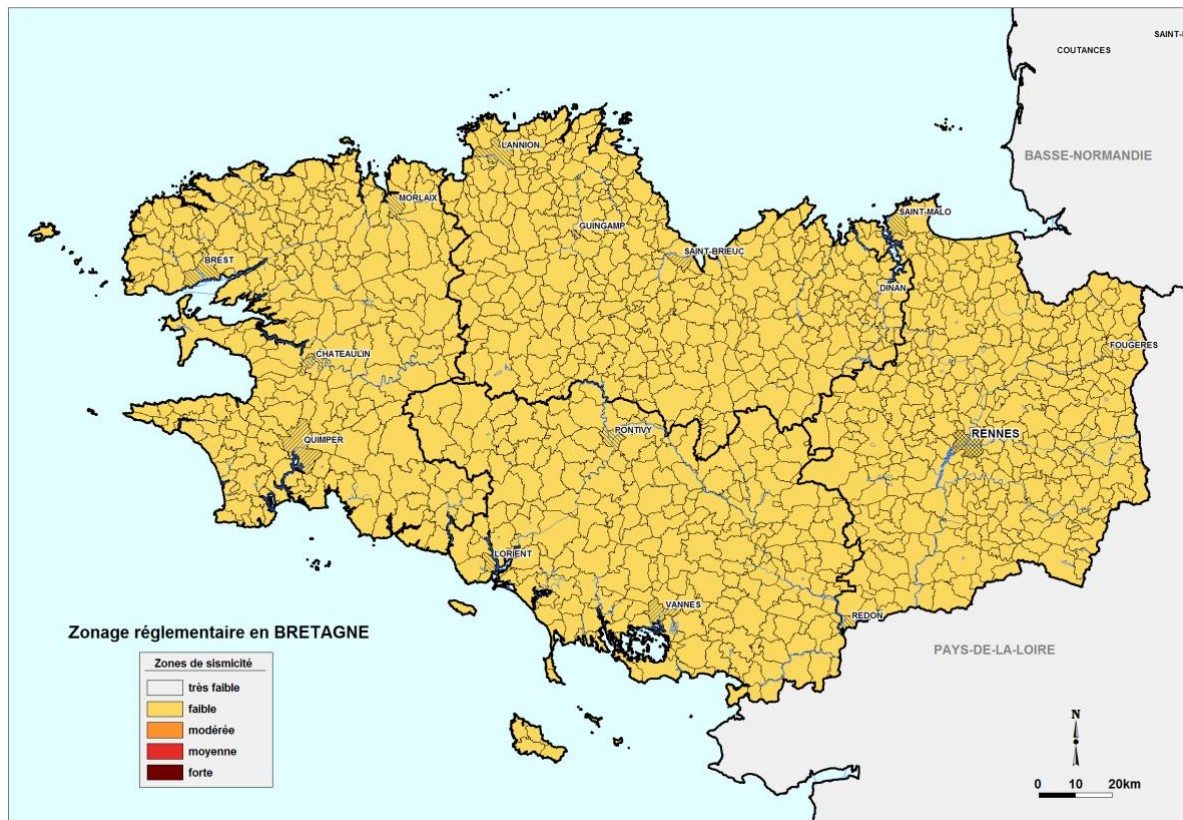 SAINT-L
COUTANCES
BASSE-NORMANDIE
LANNION
MORLAIX
SAINT-MALO
GUINGAMP
SAINT-BRIEUC
BREST
DINAN
FOUGERES
CHATEAULIN
PONTIVY
RENNES
QUIMPER
LORIENT
VANNES
REDON
Zonage réglementaire en BRETAGNE
PAYS-DE-LA-LOIRE
Zones de sismicité
très faible
faible
modérée
moyenne
forte
N
0 10 20km